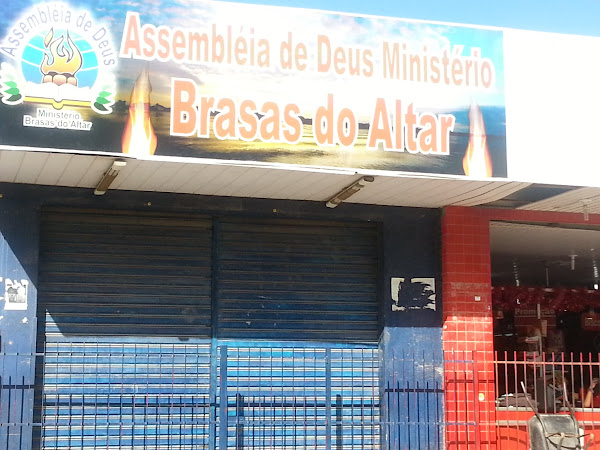 Assembléia de Deus
Ministério
Brasas do Altar
Assembléia de Deus Ministério
Brasas do Altar